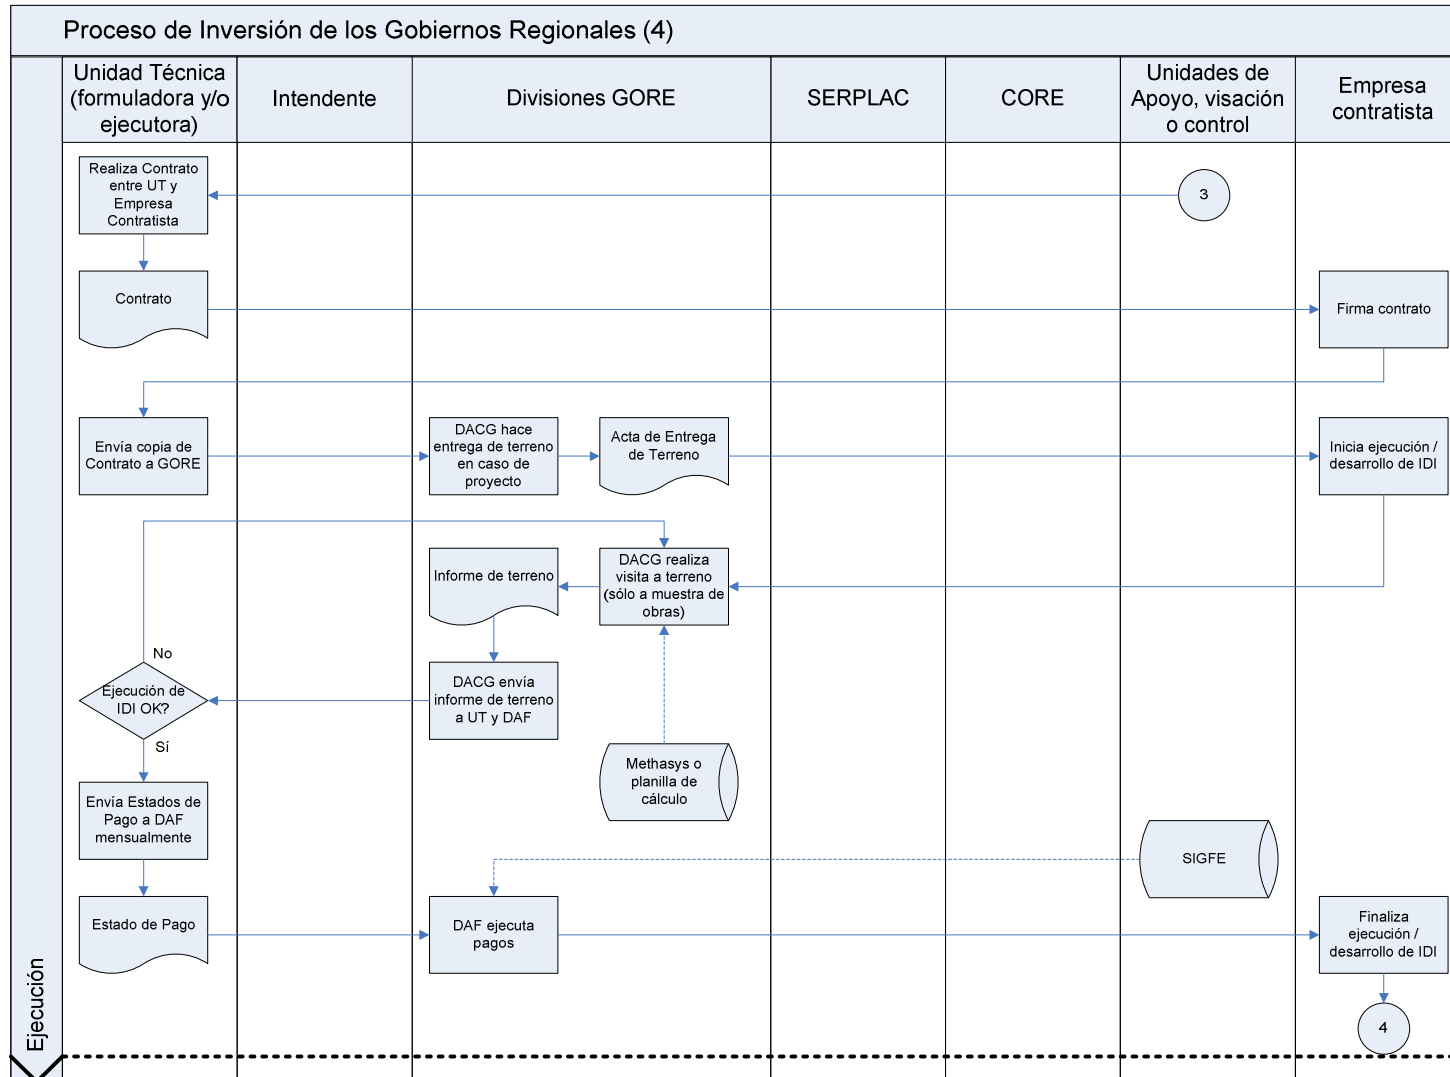 Proceso de Inversión de los Gobiernos Regionales (4)
Unidad Técnica
(formuladora y/o
ejecutora)
Intendente
Divisiones GORE
SERPLAC
CORE
Unidades de
Apoyo, visación
o control
Empresa
contratista
Realiza Contrato
entre UT y
Empresa
Contratista
3
Contrato
Firma contrato
Envía copia de
Contrato a GORE
DACG hace
entrega de terreno
en caso de
proyecto
Acta de Entrega
de Terreno
Inicia ejecución /
desarrollo de IDI
Informe de terreno
DACG realiza
visita a terreno
(sólo a muestra de
obras)
No
Ejecución de
IDI OK?
Sí
DACG envía
informe de terreno
a UT y DAF
Methasys o
planilla de
cálculo
Envía Estados de
Pago a DAF
mensualmente
SIGFE
Estado de Pago
DAF ejecuta
pagos
Finaliza
ejecución /
desarrollo de IDI
4
Ejecución